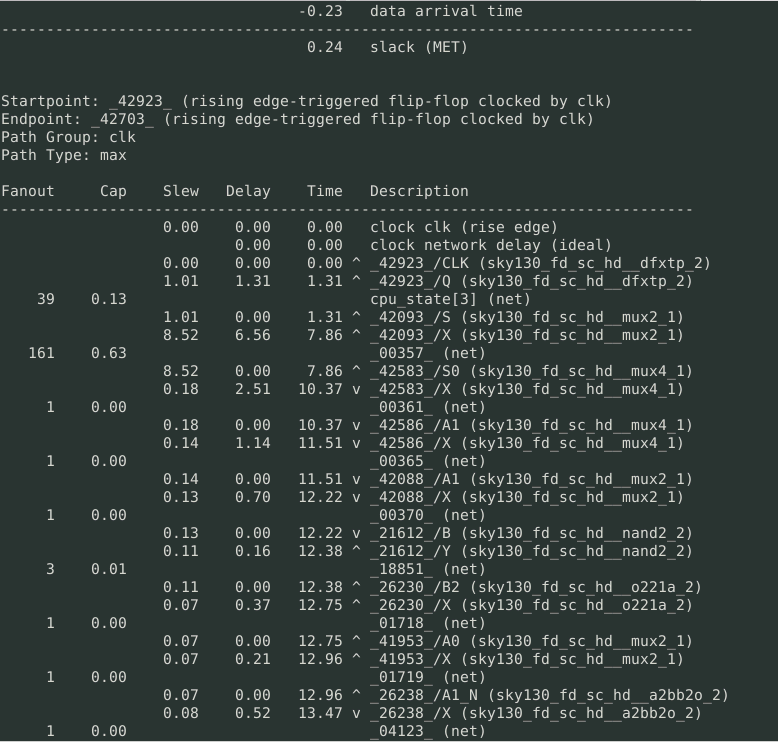 -0.23 data arrival time
-----------------------------------------------------------------------------
0.24 slack (MET)
Startpoint: _42923_ (rising edge-triggered flip-flop clocked by clk)
Endpoint: _42703_ (rising edge-triggered flip-flop clocked by clk)
Path Group: clk
Path Type: max
Fanout Cap Slew Delay Time Description
-----------------------------------------------------------------------------
0.00 0.00 0.00 clock clk (rise edge)
0.00 0.00 clock network delay (ideal)
0.00 0.00 0.00 ^ _42923_/CLK (sky130_fd_sc_hd__dfxtp_2)
1.01 1.31 1.31 ^ _42923_/Q (sky130_fd_sc_hd__dfxtp_2)
39 0.13 cpu_state[3] (net)
1.01 0.00 1.31 ^ _42093_/S (sky130_fd_sc_hd__mux2_1)
8.52 6.56 7.86 ^ _42093_/X (sky130_fd_sc_hd__mux2_1)
161 0.63 _00357_ (net)
8.52 0.00 7.86 ^ _42583_/S0 (sky130_fd_sc_hd__mux4_1)
0.18 2.51 10.37 v _42583_/X (sky130_fd_sc_hd__mux4_1)
1 0.00 _00361_ (net)
0.18 0.00 10.37 v _42586_/A1 (sky130_fd_sc_hd__mux4_1)
0.14 1.14 11.51 v _42586_/X (sky130_fd_sc_hd__mux4_1)
1 0.00 _00365_ (net)
0.14 0.00 11.51 v _42088_/A1 (sky130_fd_sc_hd__mux2_1)
0.13 0.70 12.22 v _42088_/X (sky130_fd_sc_hd__mux2_1)
1 0.00 _00370_ (net)
0.13 0.00 12.22 v _21612_/B (sky130_fd_sc_hd__nand2_2)
0.11 0.16 12.38 ^ _21612_/Y (sky130_fd_sc_hd__nand2_2)
3 0.01 _18851_ (net)
0.11 0.00 12.38 ^ _26230_/B2 (sky130_fd_sc_hd__o221a_2)
0.07 0.37 12.75 ^ _26230_/X (sky130_fd_sc_hd__o221a_2)
1 0.00 _01718_ (net)
0.07 0.00 12.75 ^ _41953_/A0 (sky130_fd_sc_hd__mux2_1)
0.07 0.21 12.96 ^ _41953_/X (sky130_fd_sc_hd__mux2_1)
1 0.00 _01719_ (net)
0.07 0.00 12.96 ^ _26238_/A1_N (sky130_fd_sc_hd__a2bb2o_2)
0.08 0.52 13.47 v _26238_/X (sky130_fd_sc_hd__a2bb2o_2)
1 0.00 _04123_ (net)